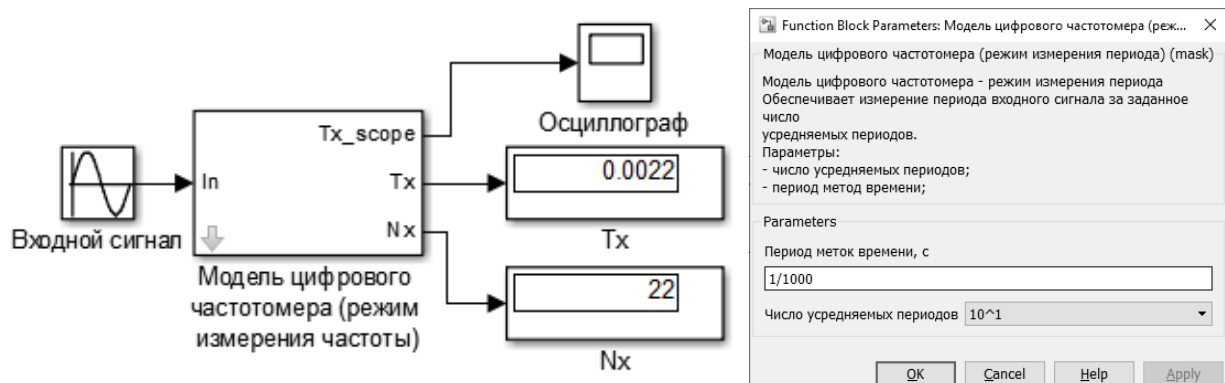 Tx_scope
In
Tx
Nx
Входной сигнал
Модель цифрового
частотомера (режим
измерения частоты)
Осциллограф
0.0022
Tx
22
Nx
Function Block Parameters: Модель цифрового частотомера (реж...
Модель цифрового частотомера (режим измерения периода) (mask)
Модель цифрового частотомера - режим измерения периода
Обеспечивает измерение периода входного сигнала за заданное
число
усредняемых периодов.
Параметры:
- число усредняемых периодов;
- период метод времени;
Parameters
Период меток времени, с
1/1000
Число усредняемых периодов 10^1
OK Cancel Help Apply